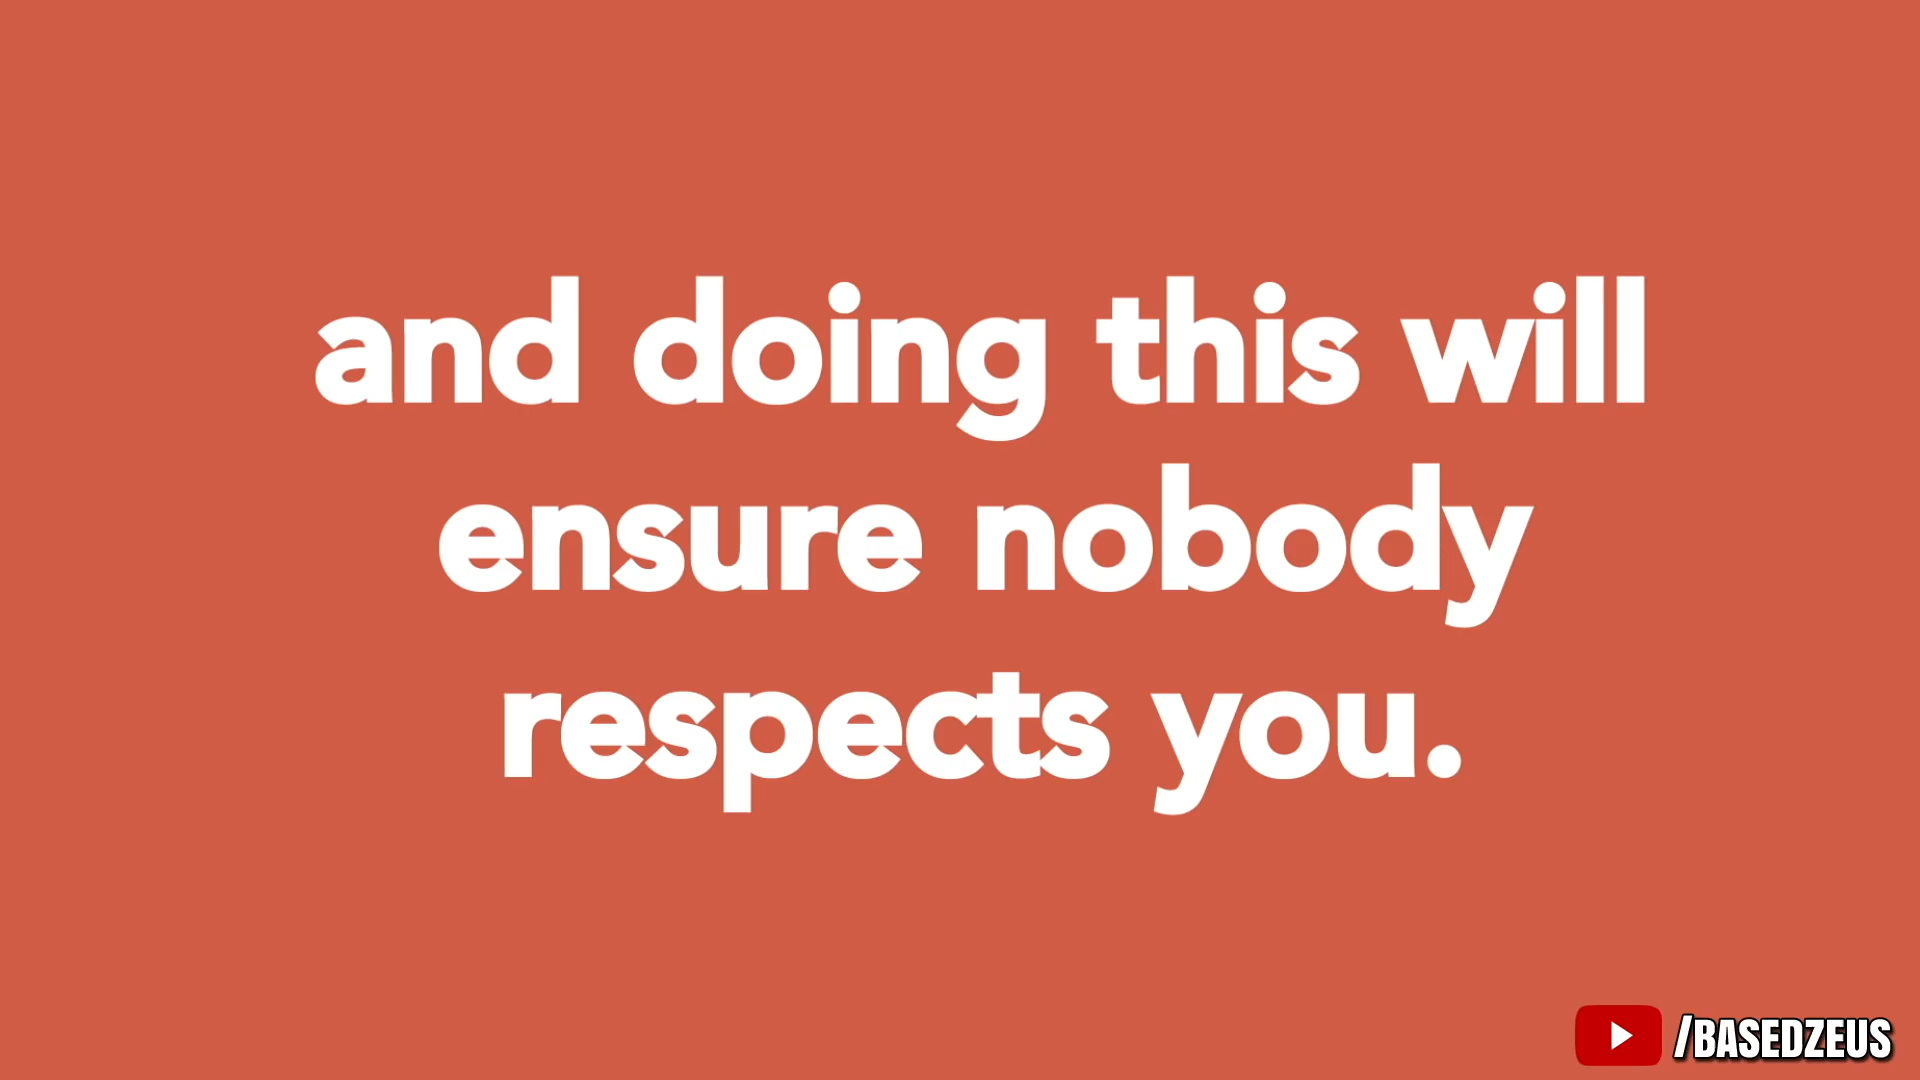 and doing this will
ensure nobody
respects you.
/BASEDZEUS